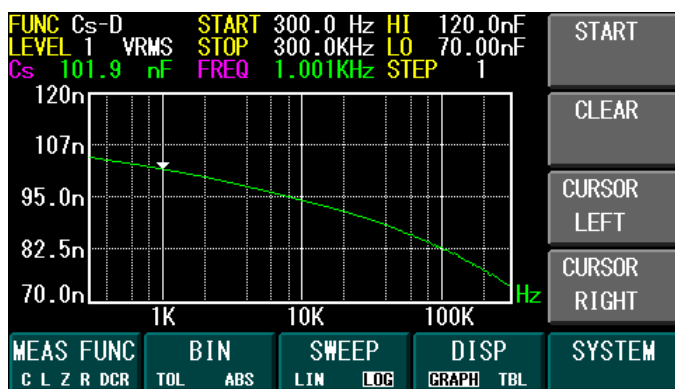 FUNC Cs-D START 300.0 Hz HI 120.0nF
LEVEL 1 VRMS STOP 300.0KHz LO 70.00nF
Cs 101.9 nF FREQ 1.001KHz STEP 1
120n
107n
95.0n
82.5n
70.0n
1K 10K 100K Hz
START
CLEAR
CURSOR
LEFT
CURSOR
RIGHT
MEAS FUNC BIN SWEEP DISP SYSTEM
C L Z R DCR TOL ABS LIN LOG GRAPH TBL